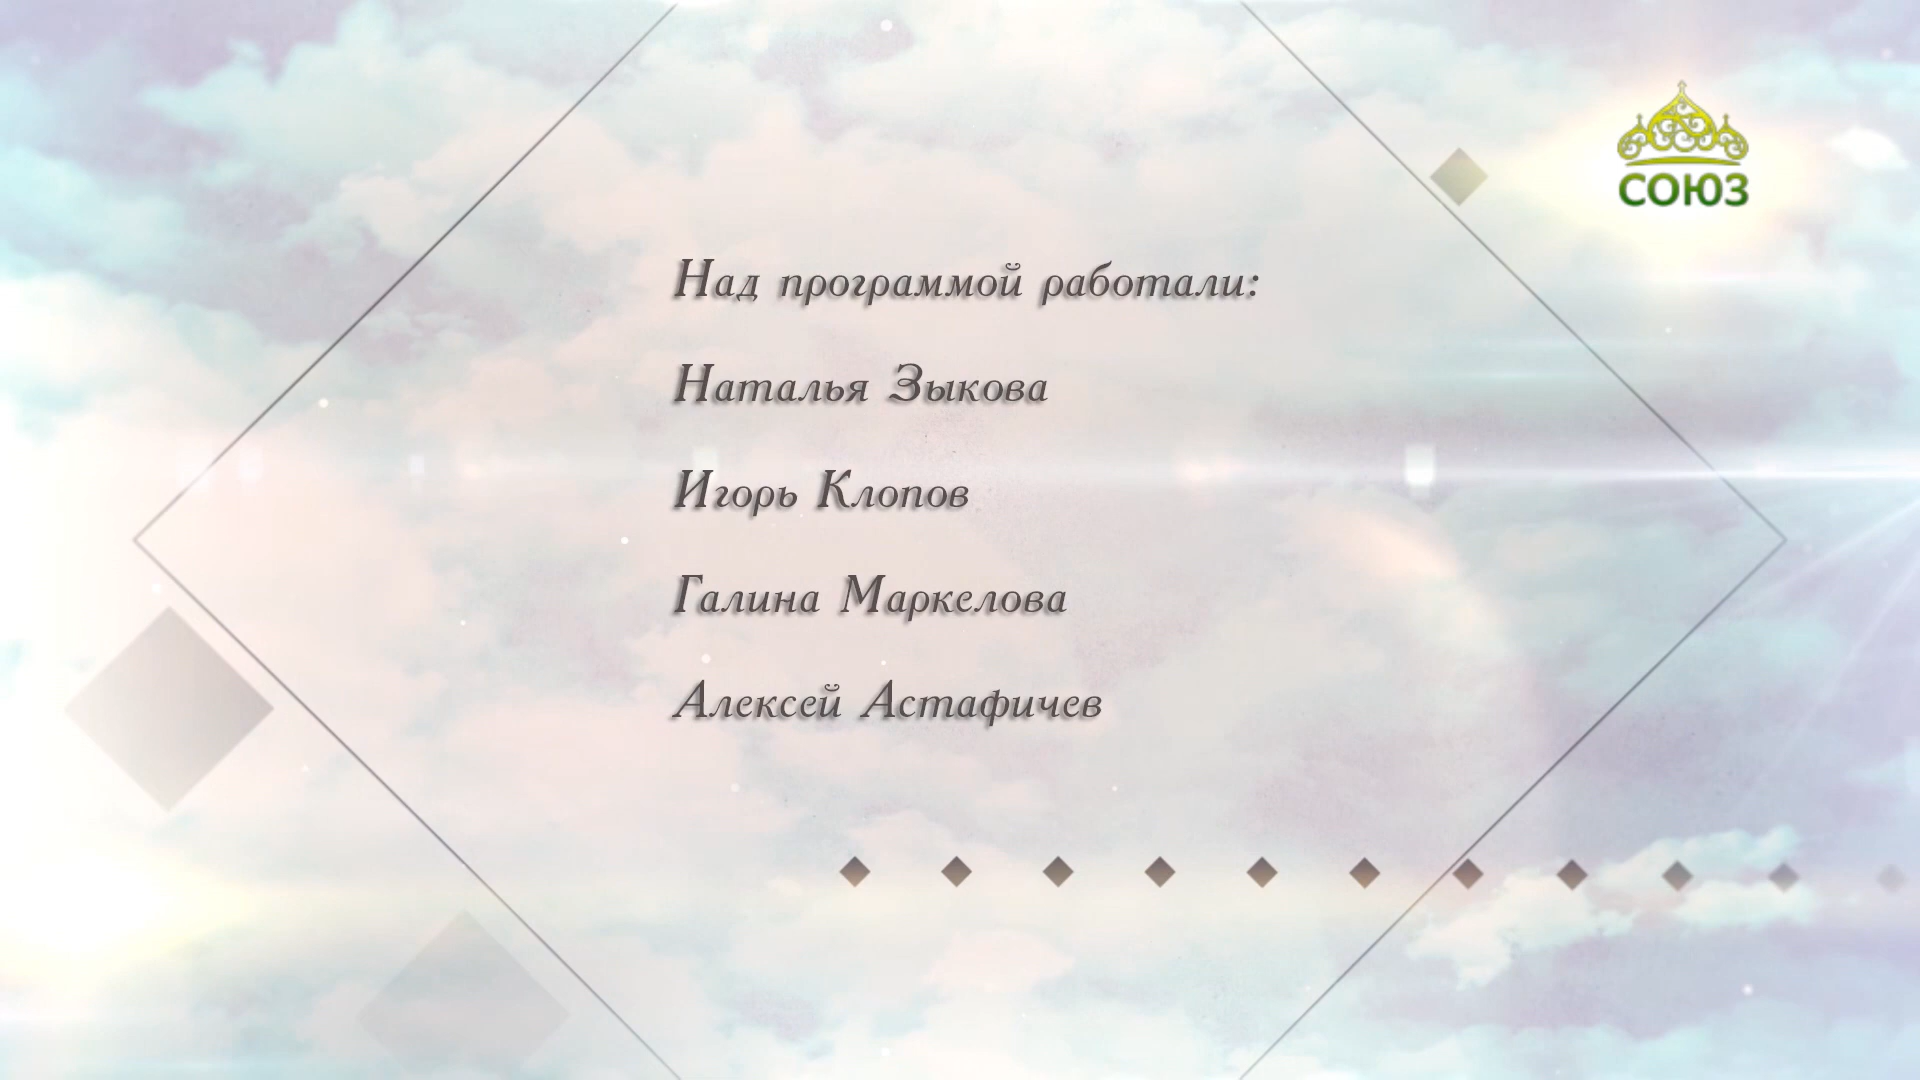 СОЮЗ
Над программой работали:
Наталья Зыкова
Игорь Клопов
Галина Маркелова
Алексей Астафичев